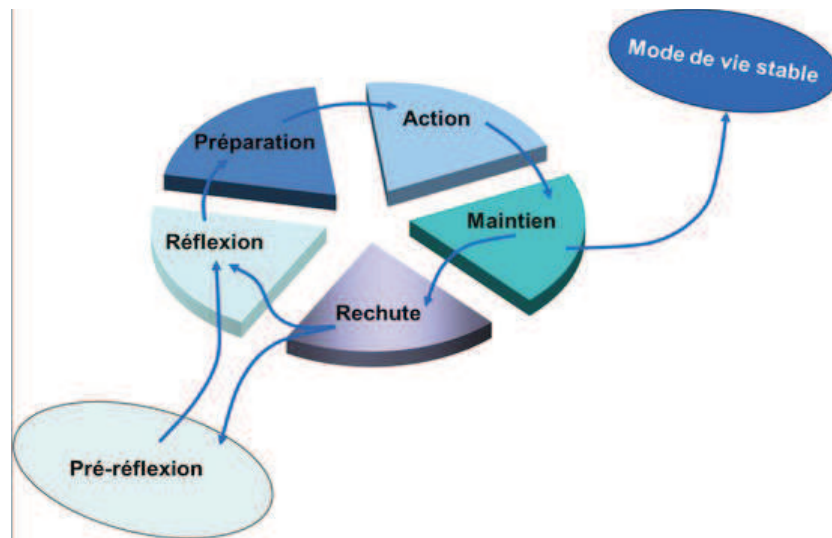 Mode de vie stable
Action
Préparation
Maintien
Réflexion
Rechute
Pré-réflexion